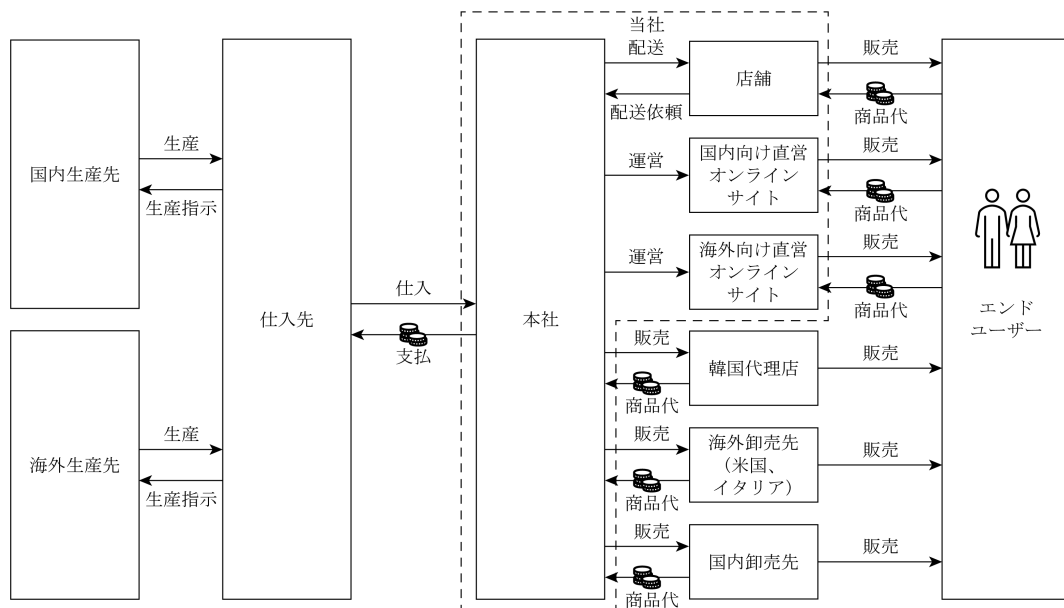 当社
国内生産先
生産
生産指示
海外生産先
生産
生産指示
仕入先
仕入
支払
本社
配送
配送依頼
店舗
販売
商品代
運営
国内向け直営
オンライン
サイト
販売
商品代
運営
海外向け直営
オンライン
サイト
販売
商品代
販売
商品代
韓国代理店
販売
販売
商品代
海外卸売先
（米国、
イタリア）
販売
販売
商品代
国内卸売先
販売
エンド
ユーザー